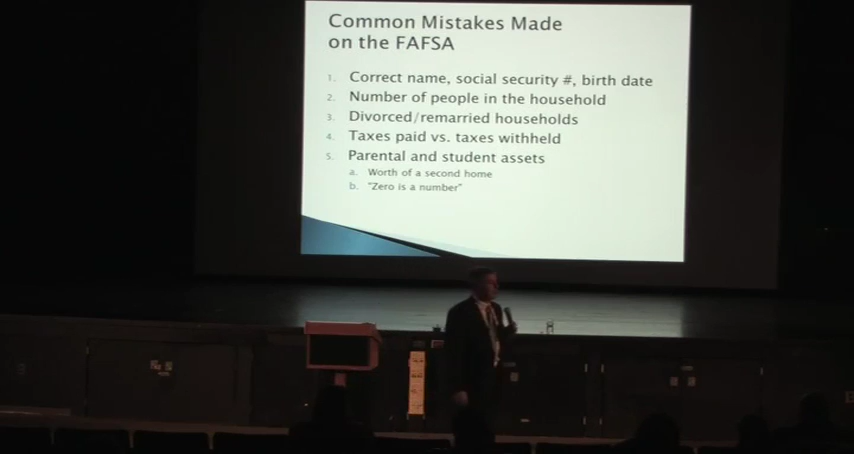 Common Mistakes Made
on the FAFSA
1. Correct name, social security #, birth date
2. Number of people in the household
3. Divorced/remarried households
4. Taxes paid vs. taxes withheld
5. Parental and student assets
a. Worth of a second home
b. "Zero is a number"